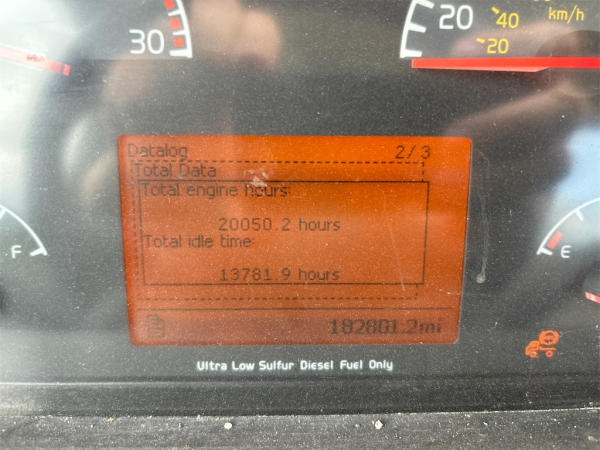 30
20
40
km/h
20
Datalog 2/3
Total Data
Total engine hours:
20050.2 hours
Total idle time:
13781.9 hours
182801.2mi
F
E
Ultra Low Sulfur Diesel Fuel Only